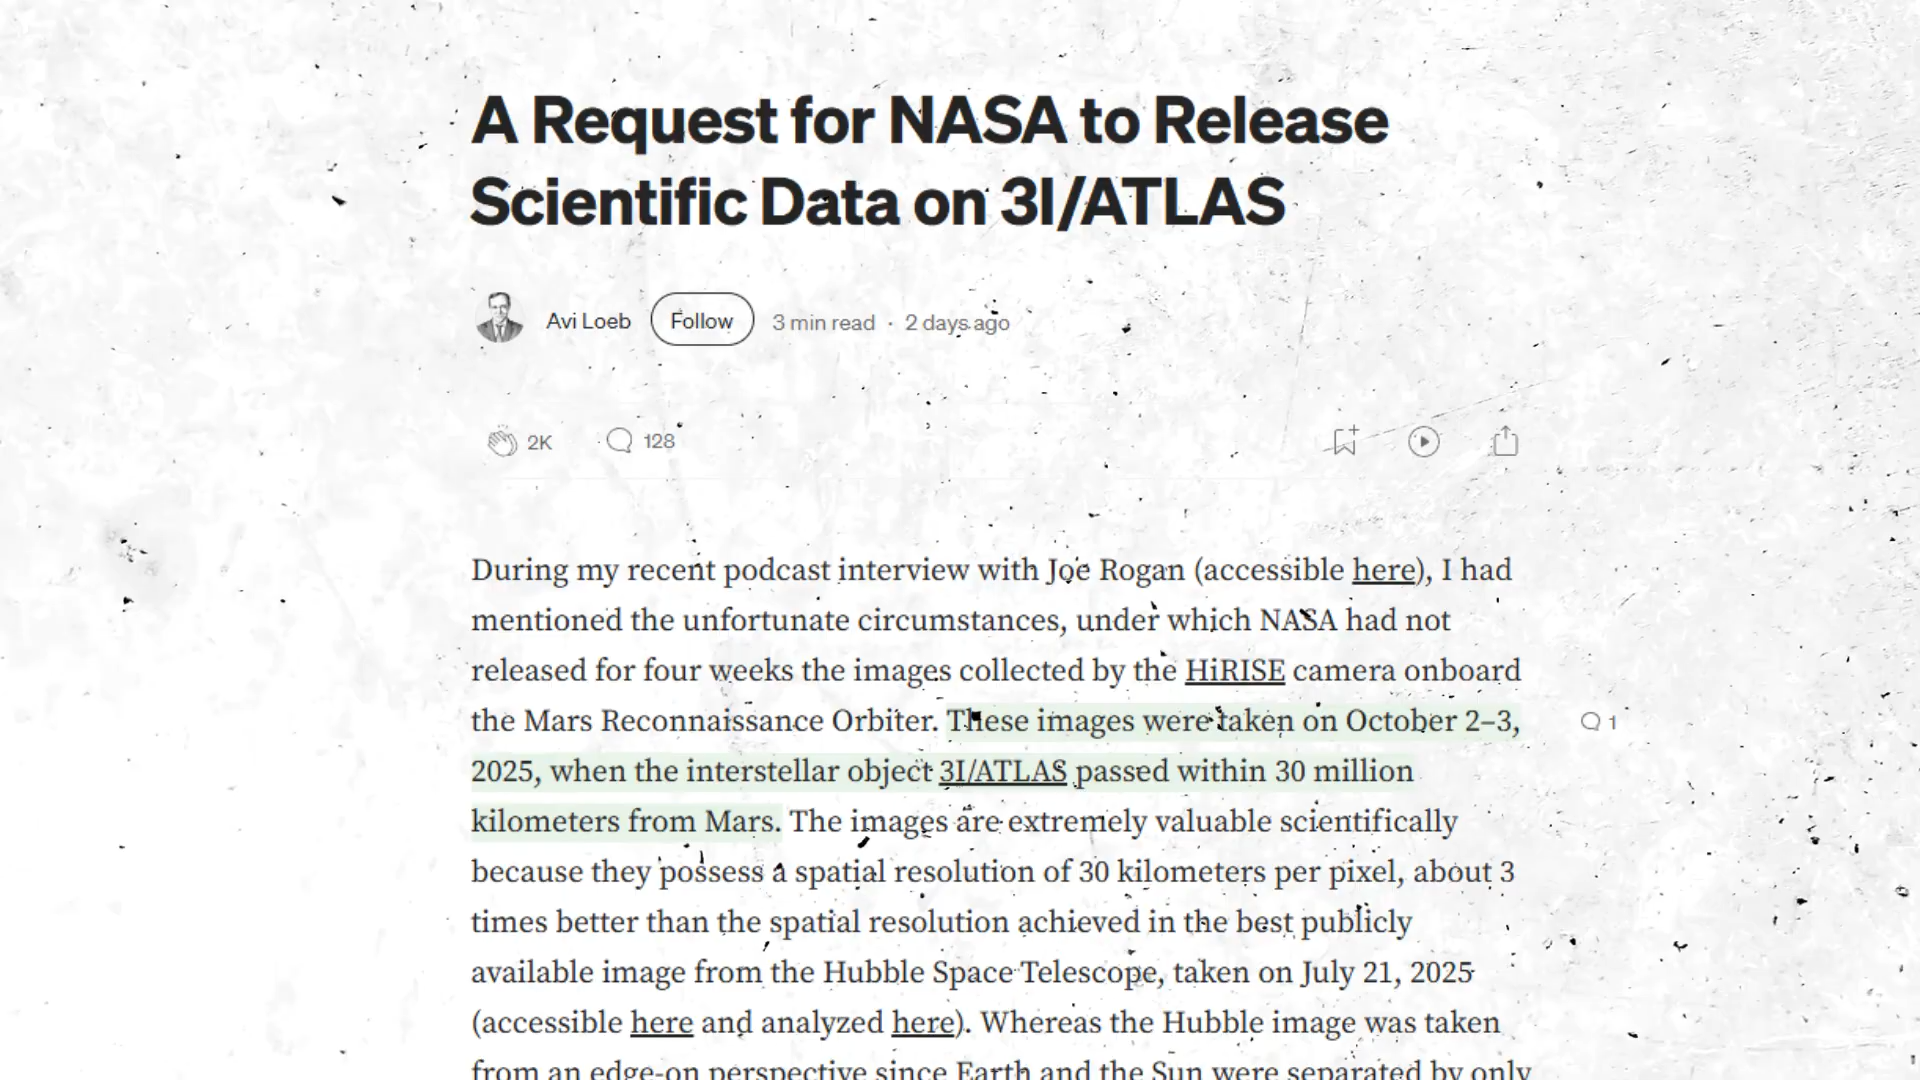 A Request for NASA to Release
Scientific Data on 3I/ATLAS
Avi Loeb Follow 3 min read · 2 days ago
2K 128
During my recent podcast interview with Joe Rogan (accessible here), I had
mentioned the unfortunate circumstances, under which NASA had not
released for four weeks the images collected by the HiRISE camera onboard
the Mars Reconnaissance Orbiter. These images were taken on October 2–3,
1
2025, when the interstellar object 3I/ATLAS passed within 30 million
kilometers from Mars. The images are extremely valuable scientifically
because they possess a spatial resolution of 30 kilometers per pixel, about 3
times better than the spatial resolution achieved in the best publicly
available image from the Hubble Space Telescope, taken on July 21, 2025
(accessible here and analyzed here). Whereas the Hubble image was taken
from an edge-on perspective since Earth and the Sun were separated by only